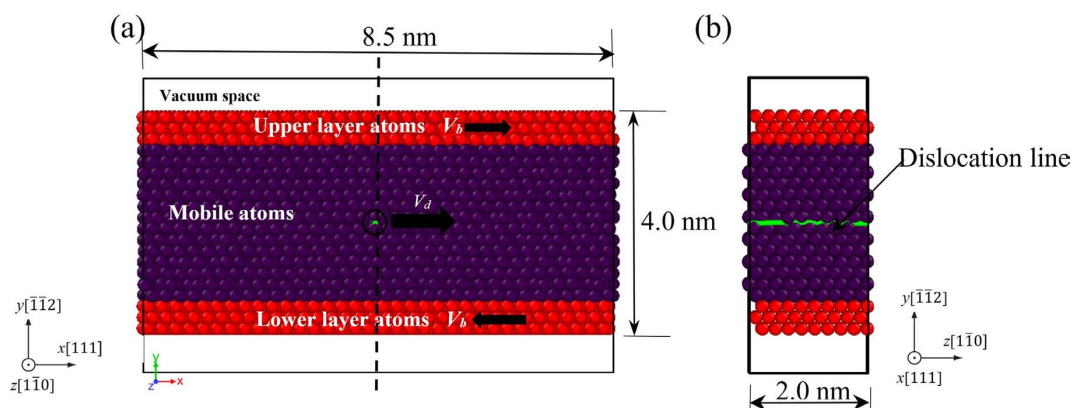 (a)
8.5 nm
(b)
Vacuum space
Upper layer atoms V_b
Dislocation line
V_d
Mobile atoms
4.0 nm
Lower layer atoms V_b
y[1̅1̅2]
x[111]
z[11̅0]
y
z
x
y[1̅1̅2]
z[11̅0]
x[111]
2.0 nm